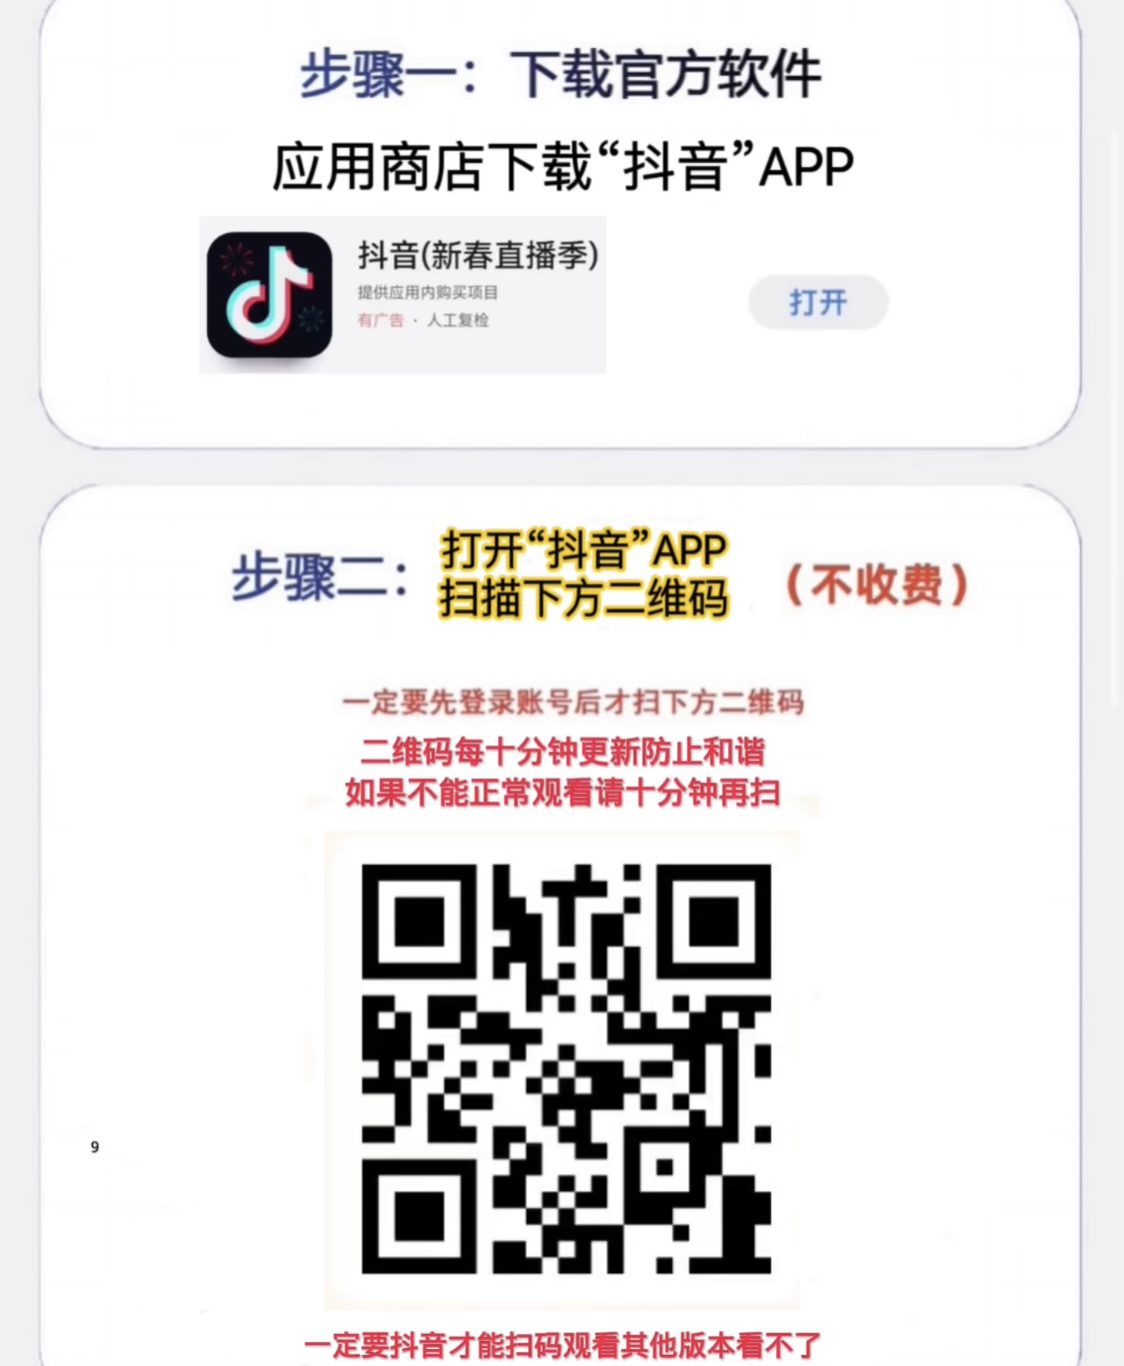 步骤一：下载官方软件
应用商店下载“抖音”APP
抖音(新春直播季)
提供应用内购买项目
有广告 · 人工复检
打开
步骤二：
打开“抖音”APP
扫描下方二维码
（不收费）
一定要先登录账号后才扫下方二维码
二维码每十分钟更新防止和谐
如果不能正常观看请十分钟再扫
9
一定要抖音才能扫码观看其他版本看不了